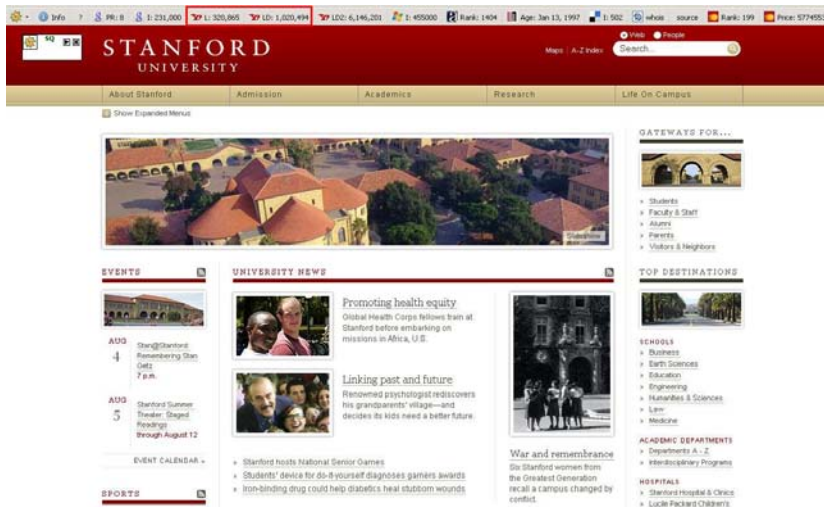 Info ? PR: 8 I: 231,000 L: 320,865 LD: 1,020,494 LD2: 6,146,201 I: 455000 Rank: 1404 Age: Jan 13, 1997 I: 502 whois source Rank: 199 Price: 5774553
SQ
STANFORD
UNIVERSITY
Web People
Maps | A-Z Index Search...
About Stanford Admission Academics Research Life On Campus
Show Expanded Menus
Slideshow
GATEWAYS FOR...
Students
Faculty & Staff
Alumni
Parents
Visitors & Neighbors
EVENTS
AUG
4
Stan@Stanford
Remembering Stan
Getz
7 p.m.
AUG
5
Stanford Summer
Theater: Staged
Readings
through August 12
EVENT CALENDAR »
SPORTS
UNIVERSITY NEWS
Promoting health equity
Global Health Corps fellows train at
Stanford before embarking on
missions in Africa, U.S.
Linking past and future
Renowned psychologist rediscovers
his grandparents' village—and
decides its kids need a better future.
Stanford hosts National Senior Games
Students' device for do-it-yourself diagnoses garners awards
Iron-binding drug could help diabetics heal stubborn wounds
War and remembrance
Six Stanford women from
the Greatest Generation
recall a campus changed by
conflict.
TOP DESTINATIONS
SCHOOLS
Business
Earth Sciences
Education
Engineering
Humanities & Sciences
Law
Medicine
ACADEMIC DEPARTMENTS
Departments A - Z
Interdisciplinary Programs
HOSPITALS
Stanford Hospital & Clinics
Lucile Packard Children's